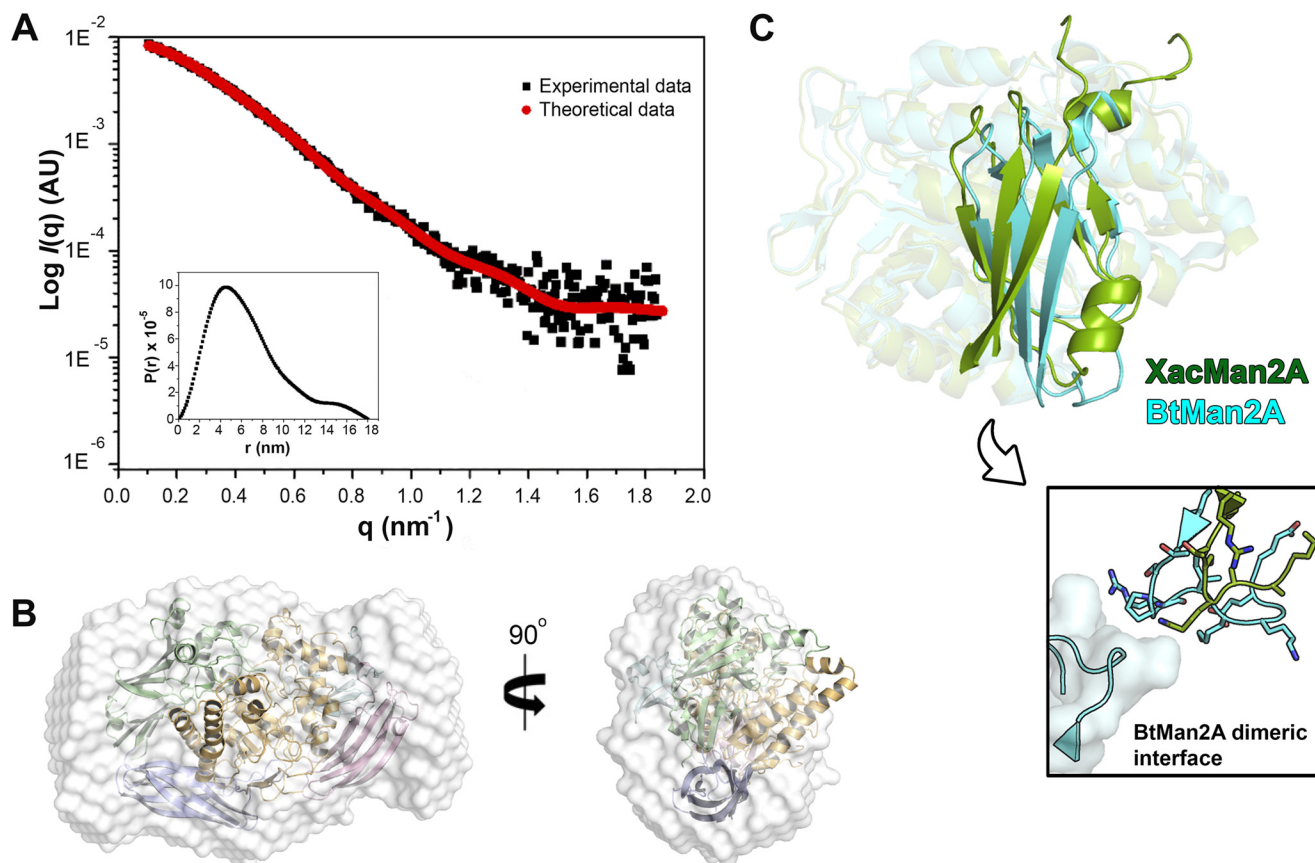 A
1E⁻²
1E⁻³
1E⁻⁴
1E⁻⁵
1E⁻⁶
Log I(q) (AU)
Experimental data
Theoretical data
10
8
6
4
2
0
P(r) x 10⁻⁵
0 2 4 6 8 10 12 14 16 18
r (nm)
0.0 0.2 0.4 0.6 0.8 1.0 1.2 1.4 1.6 1.8 2.0
q (nm⁻¹)
B
90°
C
XacMan2A
BtMan2A
BtMan2A dimeric
interface